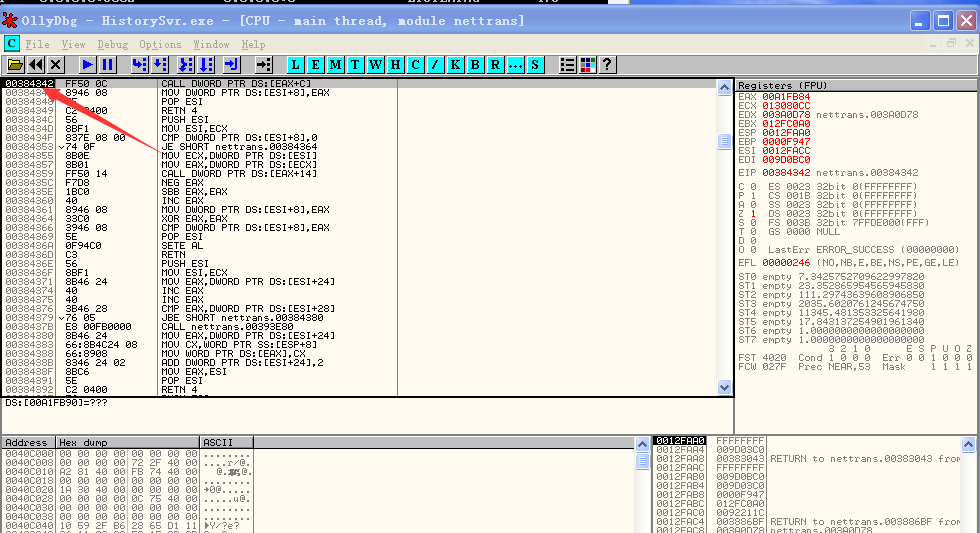 OllyDbg - HistorySvr.exe - [CPU - main thread, module nettrans]
C File View Debug Options Window Help
L E M T W H C / K B R ... S ?
00384342 FF50 0C CALL DWORD PTR DS:[EAX+C]
8946 08 MOV DWORD PTR DS:[ESI+8],EAX
POP ESI
00384349 C2 0400 RETN 4
0038434C 56 PUSH ESI
0038434D 8BF1 MOV ESI,ECX
0038434F 837E 08 00 CMP DWORD PTR DS:[ESI+8],0
00384353 74 0F JE SHORT nettrans.00384364
00384355 8B0E MOV ECX,DWORD PTR DS:[ESI]
00384357 8B01 MOV EAX,DWORD PTR DS:[ECX]
00384359 FF50 14 CALL DWORD PTR DS:[EAX+14]
0038435C F7D8 NEG EAX
0038435E 1BC0 SBB EAX,EAX
00384360 40 INC EAX
00384361 8946 08 MOV DWORD PTR DS:[ESI+8],EAX
00384364 33C0 XOR EAX,EAX
00384366 3946 08 CMP DWORD PTR DS:[ESI+8],EAX
00384369 5E POP ESI
0038436A 0F94C0 SETE AL
0038436D C3 RETN
0038436E 56 PUSH ESI
0038436F 8BF1 MOV ESI,ECX
00384371 8B46 24 MOV EAX,DWORD PTR DS:[ESI+24]
00384374 40 INC EAX
00384375 40 INC EAX
00384376 3B46 28 CMP EAX,DWORD PTR DS:[ESI+28]
00384379 76 05 JBE SHORT nettrans.00384380
0038437B E8 00FB0000 CALL nettrans.00393E80
00384380 8B46 24 MOV EAX,DWORD PTR DS:[ESI+24]
00384383 66:8B4C24 08 MOV CX,WORD PTR SS:[ESP+8]
00384388 66:8908 MOV WORD PTR DS:[EAX],CX
0038438B 8346 24 02 ADD DWORD PTR DS:[ESI+24],2
0038438F 8BC6 MOV EAX,ESI
00384391 5E POP ESI
00384392 C2 0400 RETN 4
DS:[00A1FB90]=???
Registers (FPU)
EAX 00A1FB84
ECX 013080CC
EDX 003A0D78 nettrans.003A0D78
EBX 012FC0A0
ESP 0012FAA0
EBP 0000F947
ESI 0012FACC
EDI 009D0BC0
EIP 00384342 nettrans.00384342
C 0 ES 0023 32bit 0(FFFFFFFF)
P 1 CS 001B 32bit 0(FFFFFFFF)
A 0 SS 0023 32bit 0(FFFFFFFF)
Z 1 DS 0023 32bit 0(FFFFFFFF)
S 0 FS 003B 32bit 7FFDE000(FFF)
T 0 GS 0000 NULL
D 0
O 0 LastErr ERROR_SUCCESS (00000000)
EFL 00000246 (NO,NB,E,BE,NS,PE,GE,LE)
ST0 empty 7.3425752709622997820
ST1 empty 23.352865954565945830
ST2 empty 111.29743639608906850
ST3 empty 2035.6020761245674750
ST4 empty 11345.481353325641980
ST5 empty 17.843137254901961340
ST6 empty 1.0000000000000000000
ST7 empty 1.0000000000000000000
3 2 1 0 E S P U O Z
FST 4020 Cond 1 0 0 0 Err 0 0 1 0 0 0
FCW 027F Prec NEAR,53 Mask 1 1 1 1
Address Hex dump ASCII
0040C000 00 00 00 00 00 00 00 00 ........
0040C008 00 00 00 00 72 2F 40 00 ....r/@.
0040C010 A2 81 40 00 FB 74 40 00
0040C018 00 00 00 00 00 00 00 00 ........
0040C020 1A 30 40 00 00 00 00 00
0040C028 00 00 00 00 0C 75 40 00
0040C030 00 00 00 00 00 00 00 00 ........
0040C038 00 00 00 00 00 00 00 00 ........
0040C040 10 59 2F B6 28 65 D1 11
0012FAA0 FFFFFFFF
0012FAA4 009D03C0
0012FAA8 00383043 RETURN to nettrans.00383043 from
0012FAAC FFFFFFFF
0012FAB0 009D0BC0
0012FAB4 009D03C0
0012FAB8 0000F947
0012FABC 012FC0A0
0012FAC0 0092211C
0012FAC4 003886BF RETURN to nettrans.003886BF from
0012FAC8 003A0D78 nettrans.003A0D78